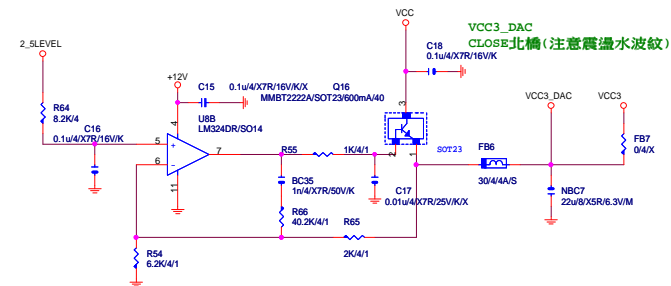 VCC
VCC3_DAC
CLOSE北橋(注意震盪水波紋)
2_5LEVEL
C18
0.1u/4/X7R/16V/K
+12V
C15
0.1u/4/X7R/16V/K/X
Q16
MMBT2222A/SOT23/600mA/40
VCC3_DAC
VCC3
R64
8.2K/4
C16
0.1u/4/X7R/16V/K
U8B
LM324DR/SO14
3
4
5
+
6
-
7
11
R55
1K/4/1
2
1
SOT23
FB6
30/4/4A/S
FB7
0/4/X
BC35
1n/4/X7R/50V/K
C17
0.01u/4/X7R/25V/K/X
NBC7
22u/8/X5R/6.3V/M
R66
40.2K/4/1
R65
2K/4/1
R54
6.2K/4/1